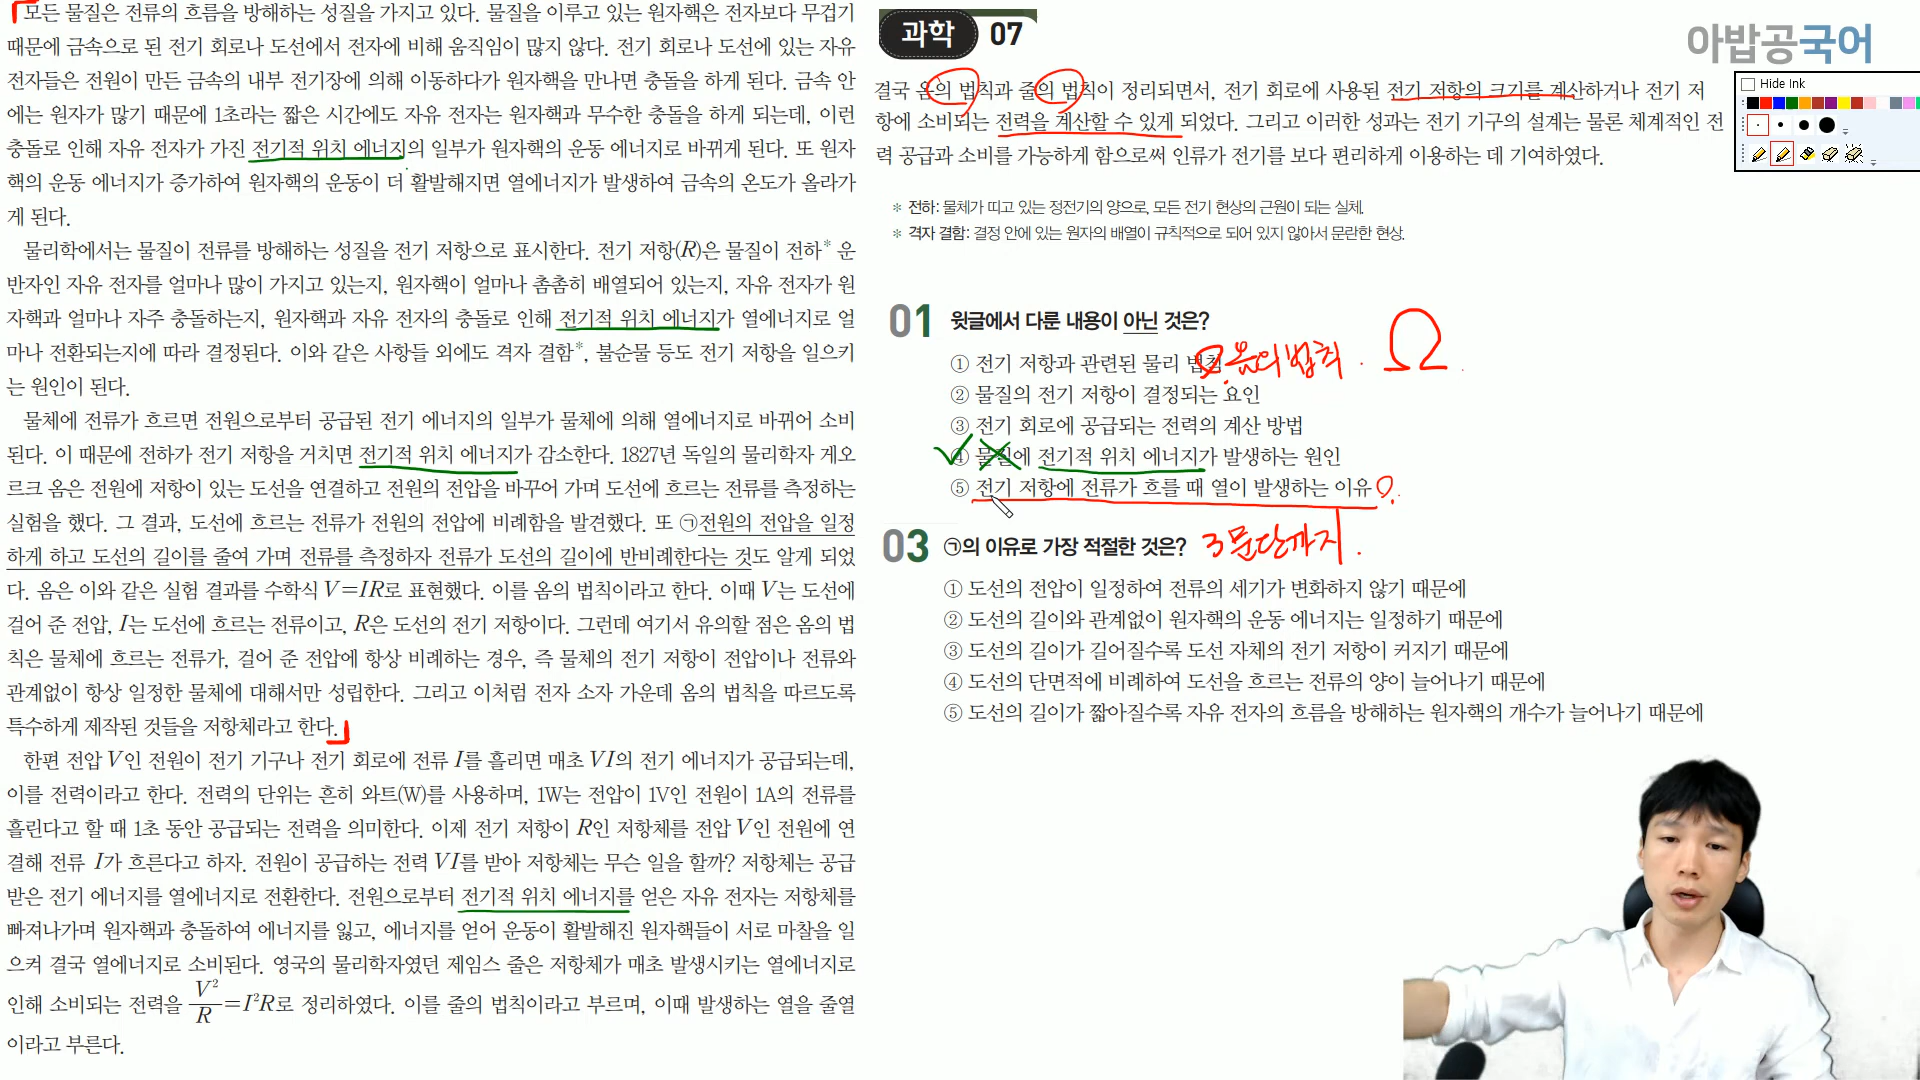 모든 물질은 전류의 흐름을 방해하는 성질을 가지고 있다. 물질을 이루고 있는 원자핵은 전자보다 무겁기
때문에 금속으로 된 전기 회로나 도선에서 전자에 비해 움직임이 많지 않다. 전기 회로나 도선에 있는 자유
전자들은 전원이 만든 금속의 내부 전기장에 의해 이동하다가 원자핵을 만나면 충돌을 하게 된다. 금속 안
에는 원자가 많기 때문에 1초라는 짧은 시간에도 자유 전자는 원자핵과 무수한 충돌을 하게 되는데, 이런
충돌로 인해 자유 전자가 가진 전기적 위치 에너지의 일부가 원자핵의 운동 에너지로 바뀌게 된다. 또 원자
핵의 운동 에너지가 증가하여 원자핵의 운동이 더 활발해지면 열에너지가 발생하여 금속의 온도가 올라가
게 된다.
물리학에서는 물질이 전류를 방해하는 성질을 전기 저항으로 표시한다. 전기 저항(R)은 물질이 전하* 운
반자인 자유 전자를 얼마나 많이 가지고 있는지, 원자핵이 얼마나 촘촘히 배열되어 있는지, 자유 전자가 원
자핵과 얼마나 자주 충돌하는지, 원자핵과 자유 전자의 충돌로 인해 전기적 위치 에너지가 열에너지로 얼
마나 전환되는지에 따라 결정된다. 이와 같은 사항들 외에도 격자 결함*, 불순물 등도 전기 저항을 일으키
는 원인이 된다.
물체에 전류가 흐르면 전원으로부터 공급된 전기 에너지의 일부가 물체에 의해 열에너지로 바뀌어 소비
된다. 이 때문에 전하가 전기 저항을 거치면 전기적 위치 에너지가 감소한다. 1827년 독일의 물리학자 게오
르크 옴은 전원에 저항이 있는 도선을 연결하고 전원의 전압을 바꾸어 가며 도선에 흐르는 전류를 측정하는
실험을 했다. 그 결과, 도선에 흐르는 전류가 전원의 전압에 비례함을 발견했다. 또 ㉠전원의 전압을 일정
하게 하고 도선의 길이를 줄여 가며 전류를 측정하자 전류가 도선의 길이에 반비례한다는 것도 알게 되었
다. 옴은 이와 같은 실험 결과를 수학식 V=IR로 표현했다. 이를 옴의 법칙이라고 한다. 이때 V는 도선에
걸어 준 전압, I는 도선에 흐르는 전류이고, R은 도선의 전기 저항이다. 그런데 여기서 유의할 점은 옴의 법
칙은 물체에 흐르는 전류가, 걸어 준 전압에 항상 비례하는 경우, 즉 물체의 전기 저항이 전압이나 전류와
관계없이 항상 일정한 물체에 대해서만 성립한다. 그리고 이처럼 전자 소자 가운데 옴의 법칙을 따르도록
특수하게 제작된 것들을 저항체라고 한다.
한편 전압 V인 전원이 전기 기구나 전기 회로에 전류 I를 흘리면 매초 VI의 전기 에너지가 공급되는데,
이를 전력이라고 한다. 전력의 단위는 흔히 와트(W)를 사용하며, 1W는 전압이 1V인 전원이 1A의 전류를
흘린다고 할 때 1초 동안 공급되는 전력을 의미한다. 이제 전기 저항이 R인 저항체를 전압 V인 전원에 연
결해 전류 I가 흐른다고 하자. 전원이 공급하는 전력 VI를 받아 저항체는 무슨 일을 할까? 저항체는 공급
받은 전기 에너지를 열에너지로 전환한다. 전원으로부터 전기적 위치 에너지를 얻은 자유 전자는 저항체를
빠져나가며 원자핵과 충돌하여 에너지를 잃고, 에너지를 얻어 운동이 활발해진 원자핵들이 서로 마찰을 일
으켜 결국 열에너지로 소비된다. 영국의 물리학자였던 제임스 줄은 저항체가 매초 발생시키는 열에너지로
인해 소비되는 전력을 V²/R=I²R로 정리하였다. 이를 줄의 법칙이라고 부르며, 이때 발생하는 열을 줄열
이라고 부른다.
과학 07
아밥공국어
Hide Ink
결국 옴의 법칙과 줄의 법칙이 정리되면서, 전기 회로에 사용된 전기 저항의 크기를 계산하거나 전기 저
항에 소비되는 전력을 계산할 수 있게 되었다. 그리고 이러한 성과는 전기 기구의 설계는 물론 체계적인 전
력 공급과 소비를 가능하게 함으로써 인류가 전기를 보다 편리하게 이용하는 데 기여하였다.
* 전하: 물체가 띠고 있는 정전기의 양으로, 모든 전기 현상의 근원이 되는 실체.
* 격자 결함: 결정 안에 있는 원자의 배열이 규칙적으로 되어 있지 않아서 문란한 현상.
01 윗글에서 다룬 내용이 아닌 것은?
① 전기 저항과 관련된 물리 법칙 옴의 법칙. Ω
② 물질의 전기 저항이 결정되는 요인
③ 전기 회로에 공급되는 전력의 계산 방법
④ 물질에 전기적 위치 에너지가 발생하는 원인
⑤ 전기 저항에 전류가 흐를 때 열이 발생하는 이유
03 ㉠의 이유로 가장 적절한 것은? 3문단까지.
① 도선의 전압이 일정하여 전류의 세기가 변화하지 않기 때문에
② 도선의 길이와 관계없이 원자핵의 운동 에너지는 일정하기 때문에
③ 도선의 길이가 길어질수록 도선 자체의 전기 저항이 커지기 때문에
④ 도선의 단면적에 비례하여 도선을 흐르는 전류의 양이 늘어나기 때문에
⑤ 도선의 길이가 짧아질수록 자유 전자의 흐름을 방해하는 원자핵의 개수가 늘어나기 때문에